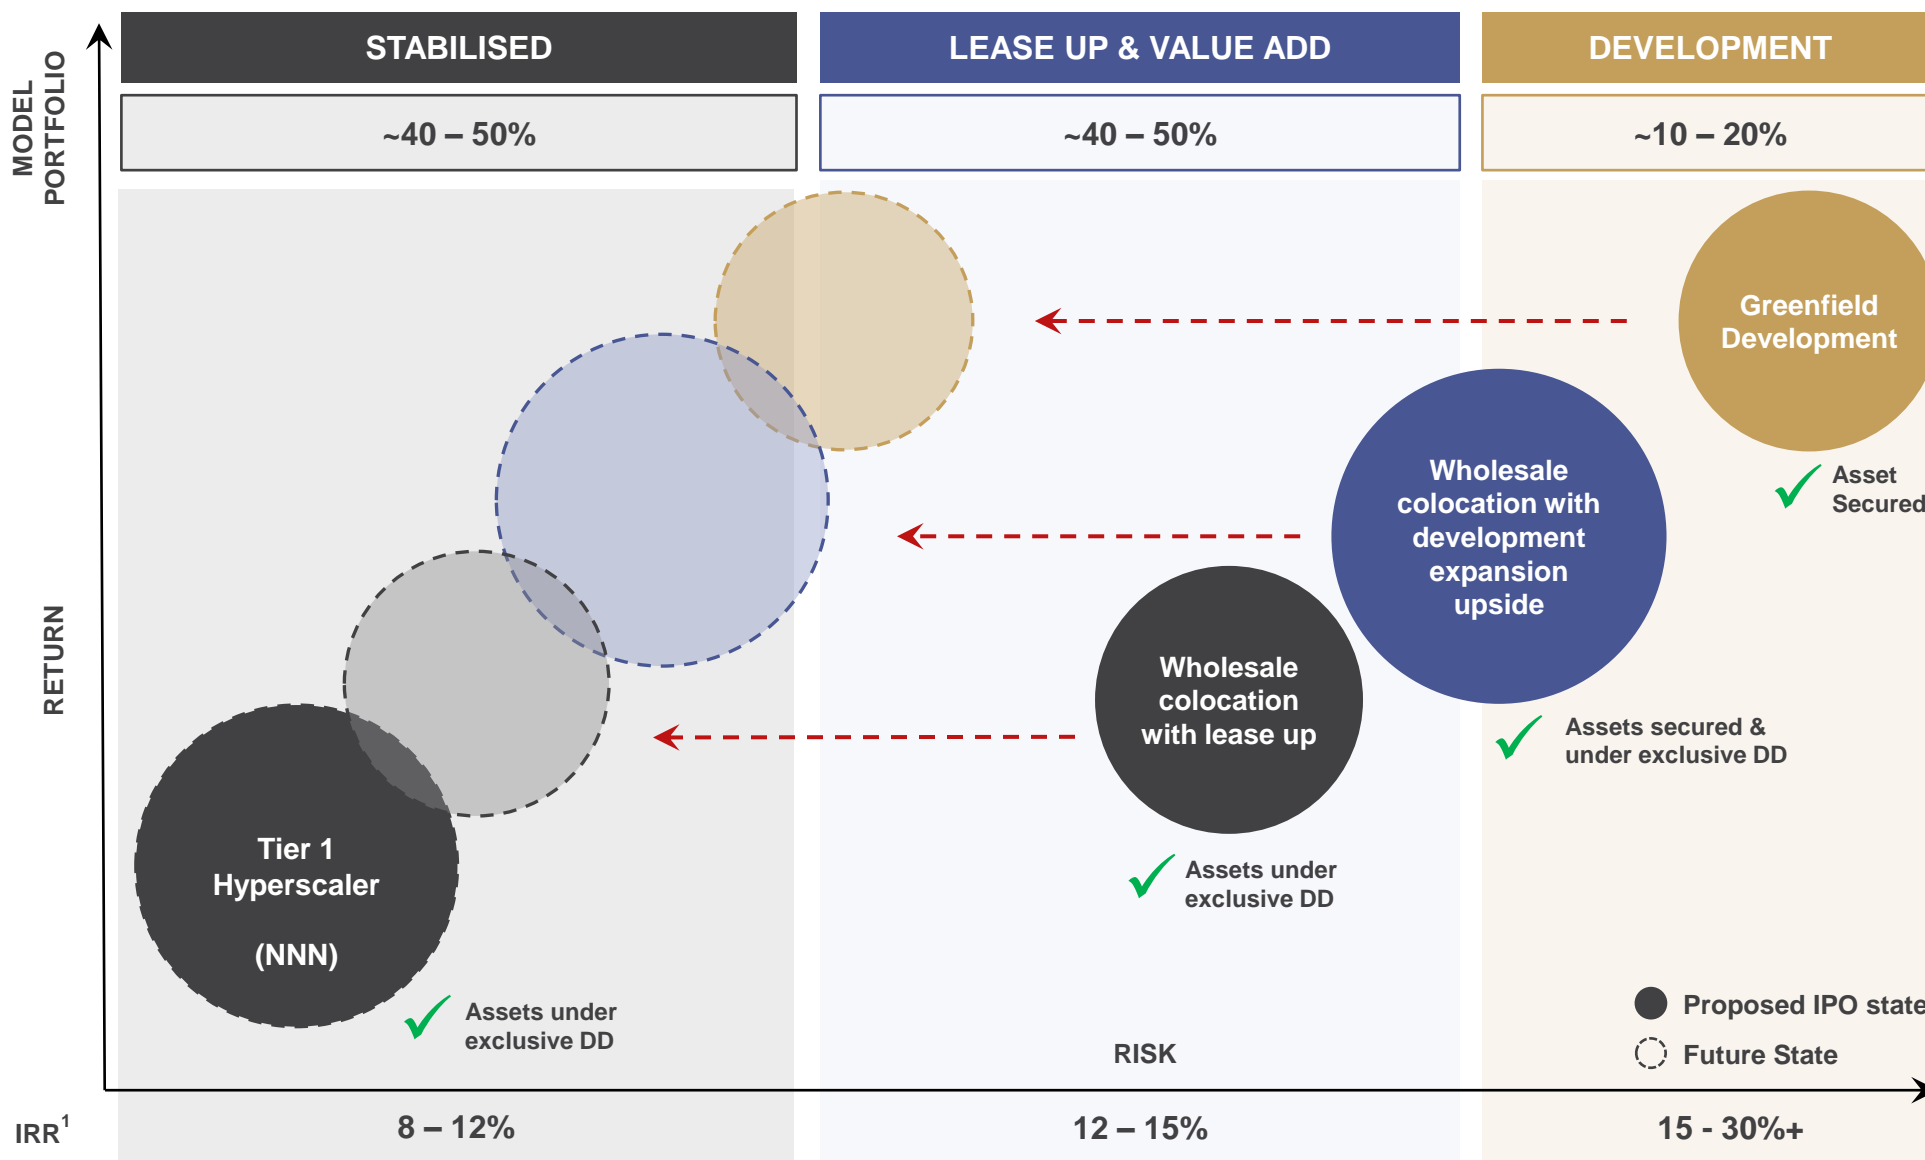 MODEL
PORTFOLIO
STABILISED
LEASE UP & VALUE ADD
DEVELOPMENT
~40 – 50%
~40 – 50%
~10 – 20%
RETURN
Greenfield
Development
Asset
Secured
Wholesale
colocation with
development
expansion
upside
Assets secured &
under exclusive DD
Wholesale
colocation
with lease up
Assets under
exclusive DD
Tier 1
Hyperscaler
(NNN)
Assets under
exclusive DD
Proposed IPO state
Future State
RISK
IRR1
8 – 12%
12 – 15%
15 - 30%+